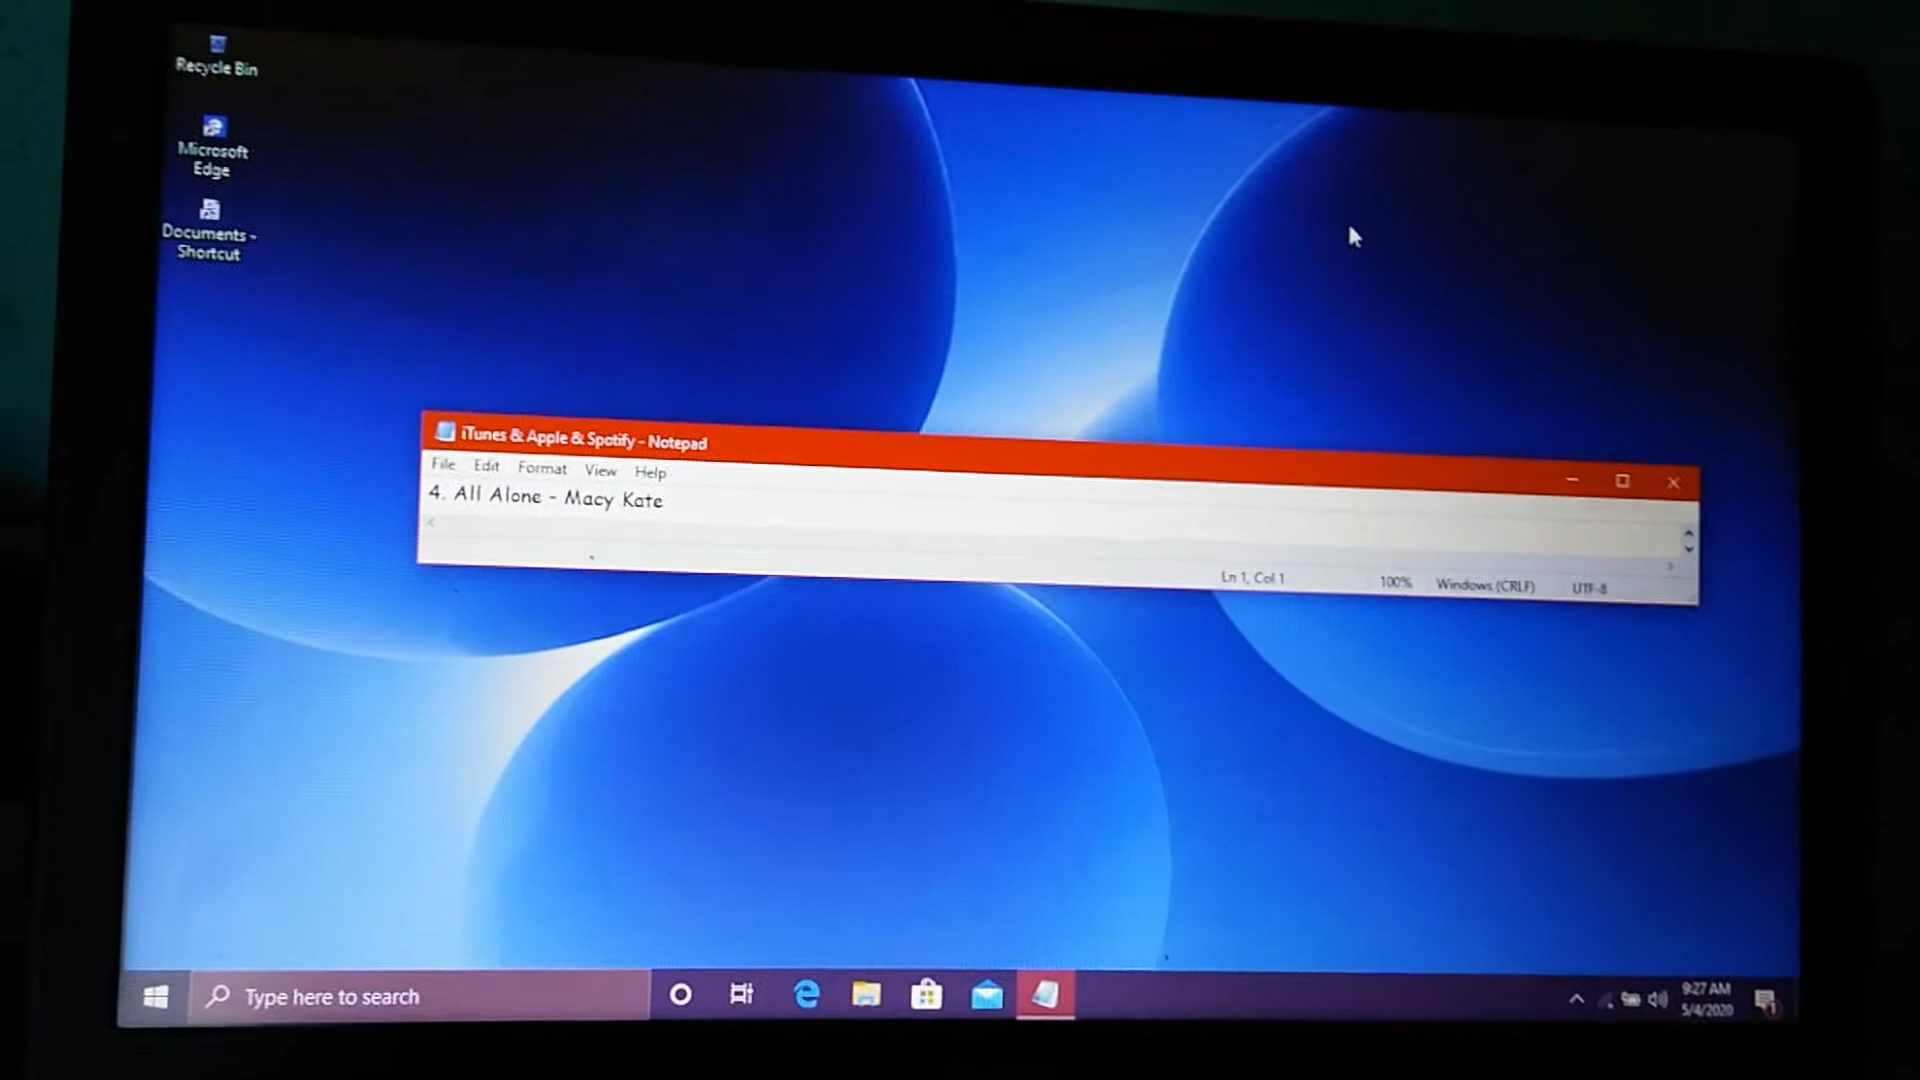 Recycle Bin
Microsoft
Edge
Documents -
Shortcut
iTunes & Apple & Spotify - Notepad
File Edit Format View Help
4. All Alone - Macy Kate
Ln 1, Col 1 100% Windows (CRLF) UTF-8
Type here to search
9:27 AM
5/4/2020
1